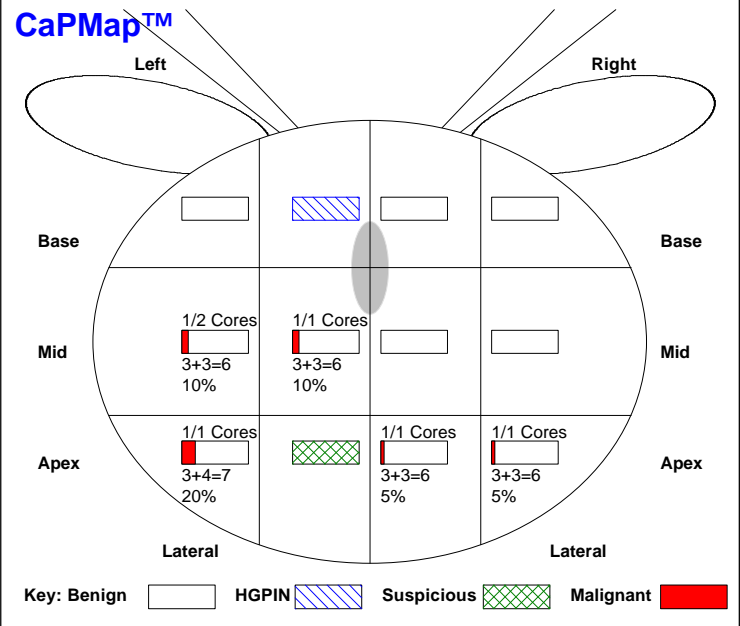 CaPMap™
Left Right
Base Base
1/2 Cores 1/1 Cores
Mid Mid
3+3=6 3+3=6
10% 10%
1/1 Cores 1/1 Cores 1/1 Cores
Apex Apex
3+4=7 3+3=6 3+3=6
20% 5% 5%
Lateral Lateral
Key: Benign HGPIN Suspicious Malignant